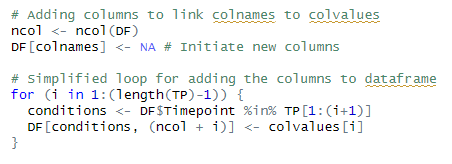 # Adding columns to link colnames to colvalues
ncol <- ncol(DF)
DF[colnames] <- NA # Initiate new columns

# Simplified loop for adding the columns to dataframe
for (i in 1:(length(TP)-1)) {
  conditions <- DF$Timepoint %in% TP[1:(i+1)]
  DF[conditions, (ncol + i)] <- colvalues[i]
}